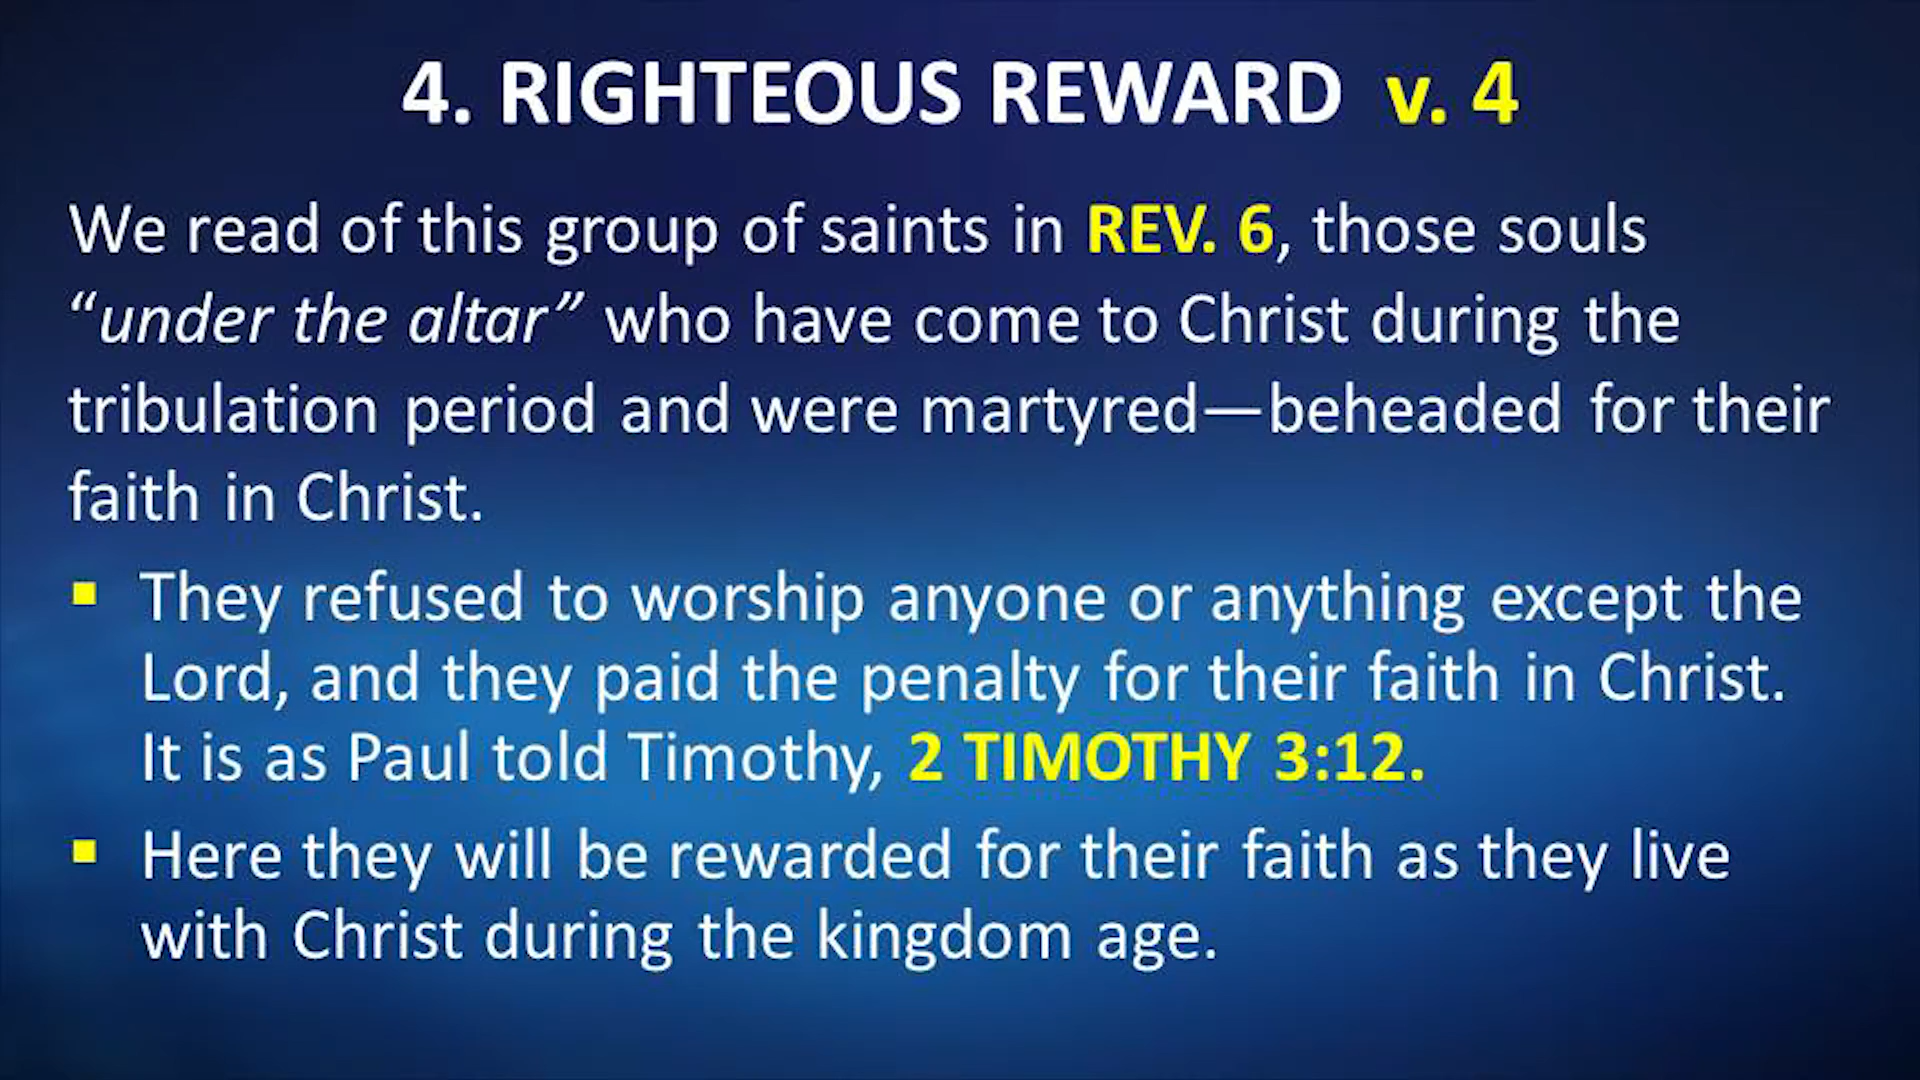 4. RIGHTEOUS REWARD v. 4
We read of this group of saints in REV. 6, those souls
“under the altar” who have come to Christ during the
tribulation period and were martyred—beheaded for their
faith in Christ.
▪ They refused to worship anyone or anything except the
Lord, and they paid the penalty for their faith in Christ.
It is as Paul told Timothy, 2 TIMOTHY 3:12.
▪ Here they will be rewarded for their faith as they live
with Christ during the kingdom age.